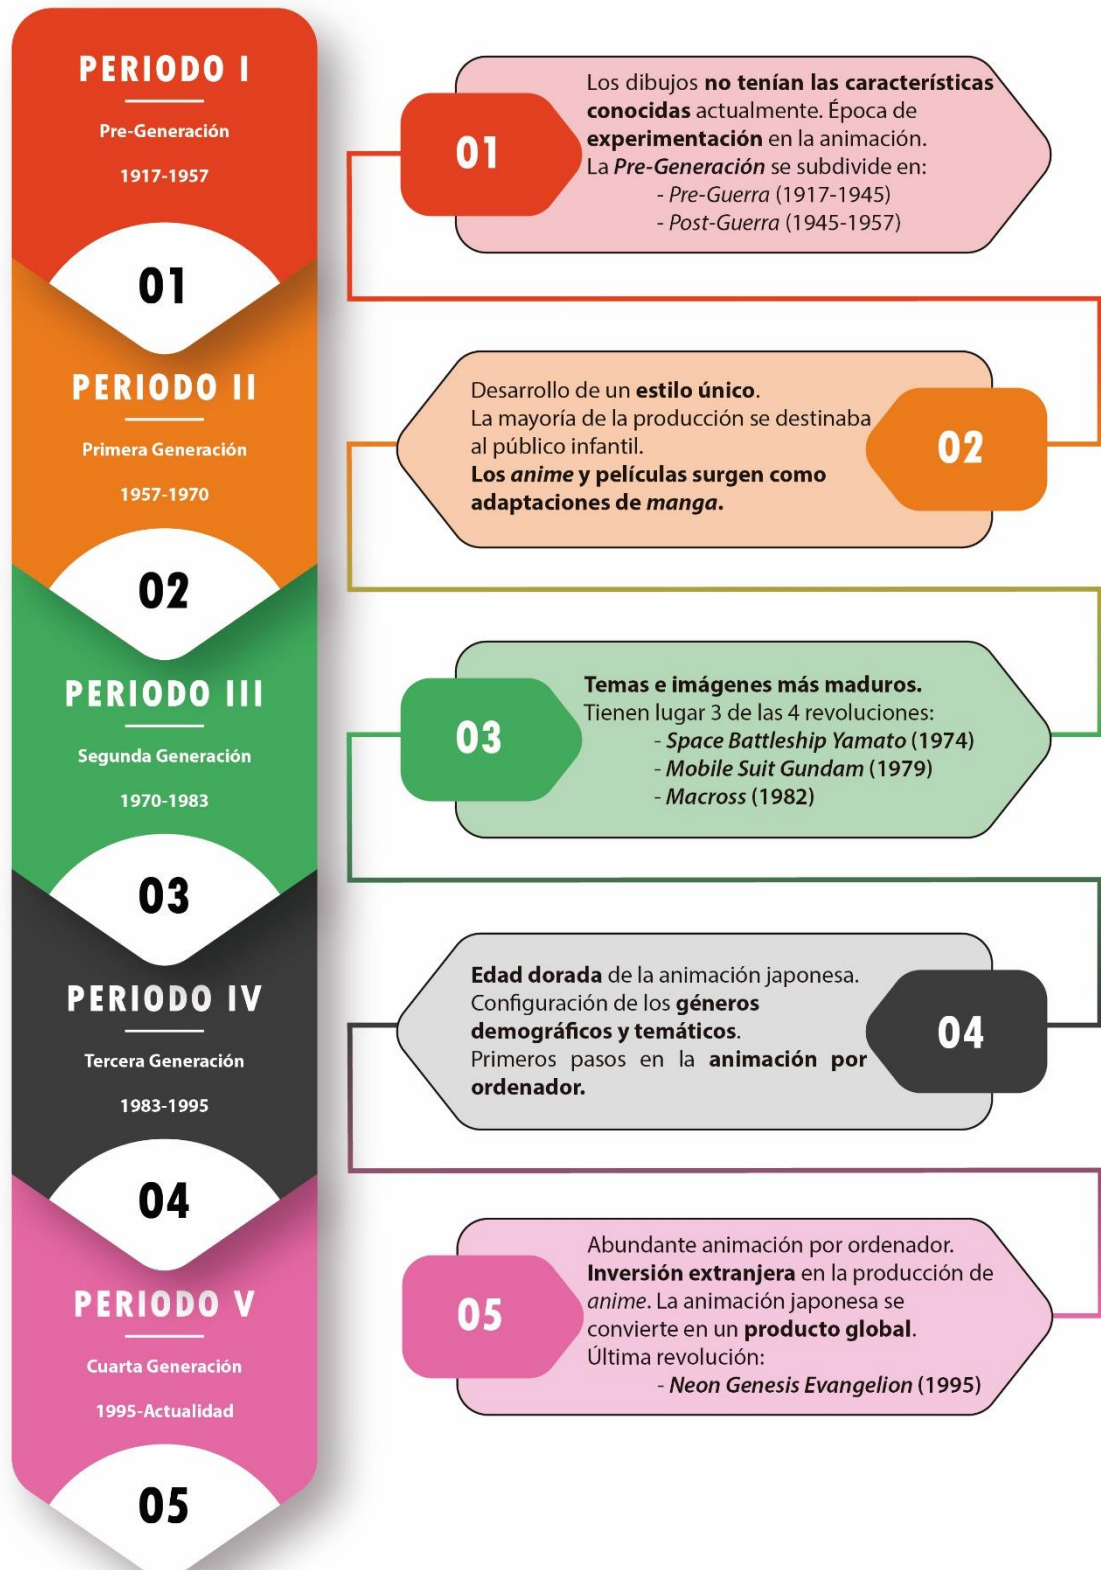 PERIODO I
Pre-Generación
1917-1957
01
01
Los dibujos no tenían las características
conocidas actualmente. Época de
experimentación en la animación.
La Pre-Generación se subdivide en:
- Pre-Guerra (1917-1945)
- Post-Guerra (1945-1957)
PERIODO II
Primera Generación
1957-1970
02
Desarrollo de un estilo único.
La mayoría de la producción se destinaba
al público infantil.
Los anime y películas surgen como
adaptaciones de manga.
02
PERIODO III
Segunda Generación
1970-1983
03
03
Temas e imágenes más maduros.
Tienen lugar 3 de las 4 revoluciones:
- Space Battleship Yamato (1974)
- Mobile Suit Gundam (1979)
- Macross (1982)
PERIODO IV
Tercera Generación
1983-1995
04
Edad dorada de la animación japonesa.
Configuración de los géneros
demográficos y temáticos.
Primeros pasos en la animación por
ordenador.
04
PERIODO V
Cuarta Generación
1995-Actualidad
05
05
Abundante animación por ordenador.
Inversión extranjera en la producción de
anime. La animación japonesa se
convierte en un producto global.
Última revolución:
- Neon Genesis Evangelion (1995)